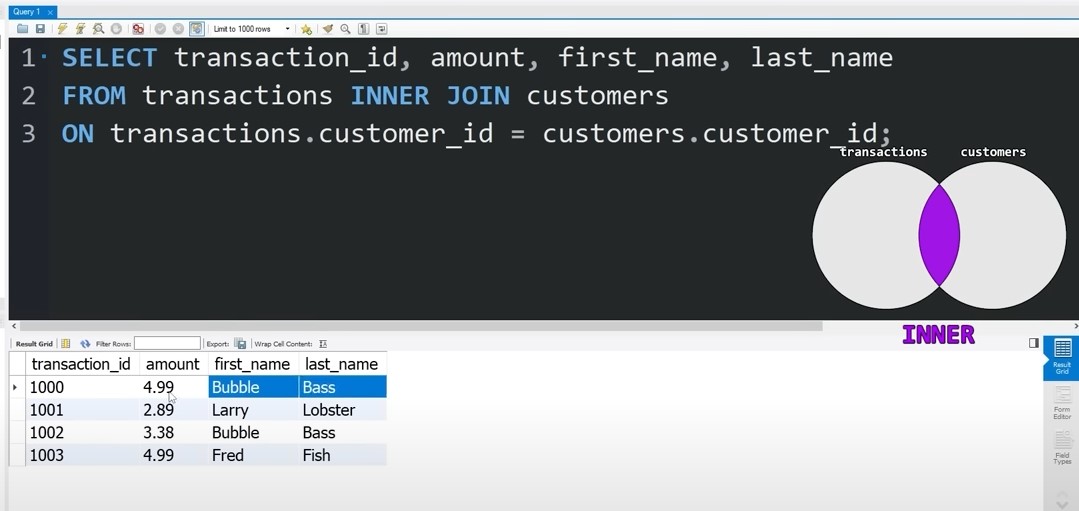 Query 1
Limit to 1000 rows
1 SELECT transaction_id, amount, first_name, last_name
2 FROM transactions INNER JOIN customers
3 ON transactions.customer_id = customers.customer_id;
transactions customers
INNER
Result Grid Filter Rows: Export: Wrap Cell Content:
transaction_id amount first_name last_name
1000 4.99 Bubble Bass
1001 2.89 Larry Lobster
1002 3.38 Bubble Bass
1003 4.99 Fred Fish
Result
Grid
Form
Editor
Field
Types